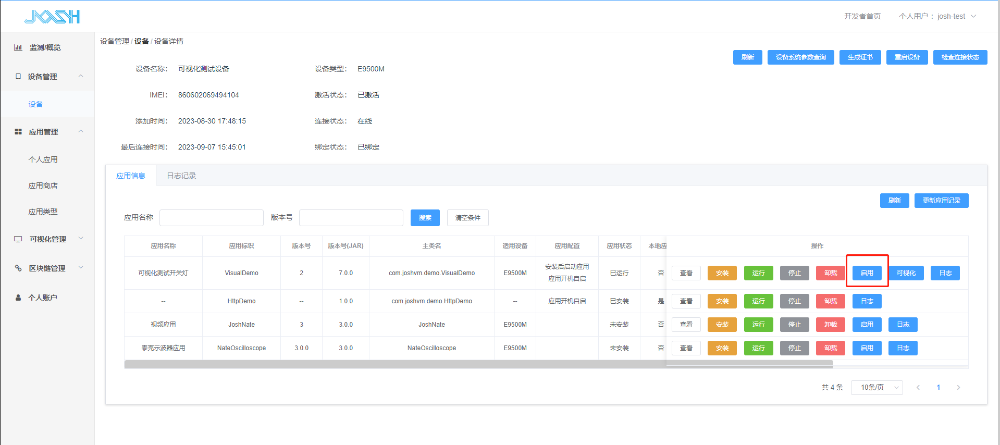 JOSH
开发者首页 个人用户： josh-test
监测/概览
设备管理
设备
应用管理
个人应用
应用商店
应用类型
可视化管理
区块链管理
个人账户
设备管理 / 设备 / 设备详情
刷新 设备系统参数查询 生成证书 重启设备 检查连接状态
设备名称： 可视化测试设备 设备类型： E9500M
IMEI： 860602069494104 激活状态： 已激活
添加时间： 2023-08-30 17:48:15 连接状态： 在线
最后连接时间： 2023-09-07 15:45:01 绑定状态： 已绑定
应用信息 日志记录
刷新 更新应用记录
应用名称 版本号 搜索 清空条件
应用名称 应用标识 版本号 版本号(JAR) 主类名 适用设备 应用配置 应用状态 本地应 操作
可视化测试开关灯 VisualDemo 2 7.0.0 com.joshvm.demo.VisualDemo E9500M 安装后启动应用 已运行 否 查看 安装 运行 停止 卸载 启用 可视化 日志
应用开机自启
-- HttpDemo -- 1.0.0 com.joshvm.demo.HttpDemo -- 应用开机自启 已安装 是 查看 安装 运行 停止 卸载 日志
视频应用 JoshNate 3 3.0.0 JoshNate E9500M 未安装 否 查看 安装 运行 停止 卸载 启用 日志
泰克示波器应用 NateOscilloscope 3.0.0 3.0.0 NateOscilloscope E9500M 未安装 否 查看 安装 运行 停止 卸载 启用 日志
共 4 条 10条/页 1